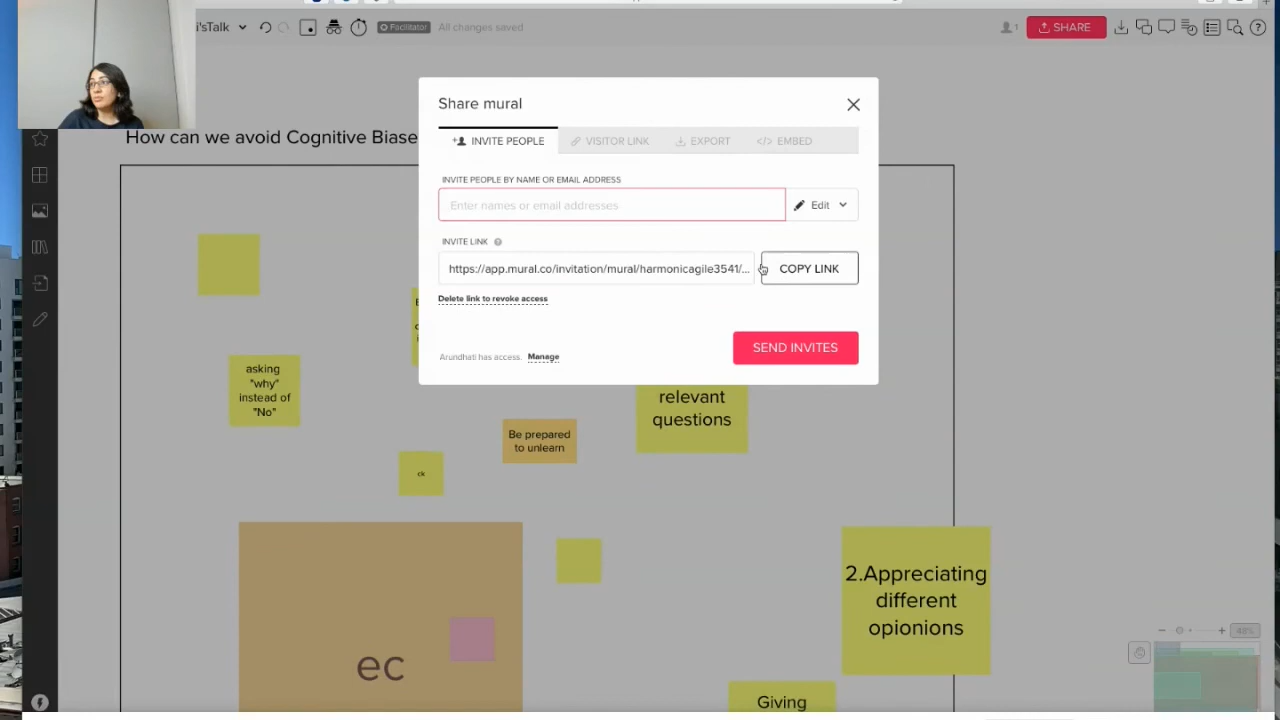 i'sTalk
Facilitator
All changes saved
1
SHARE
Share mural
INVITE PEOPLE
VISITOR LINK
EXPORT
</> EMBED
How can we avoid Cognitive Biase
INVITE PEOPLE BY NAME OR EMAIL ADDRESS
Enter names or email addresses
Edit
INVITE LINK
https://app.mural.co/invitation/mural/harmonicagile3541/...
COPY LINK
Delete link to revoke access
SEND INVITES
Arundhati has access. Manage
asking
"why"
instead of
"No"
relevant
questions
Be prepared
to unlearn
ck
2.Appreciating
different
opionions
48%
ec
Giving